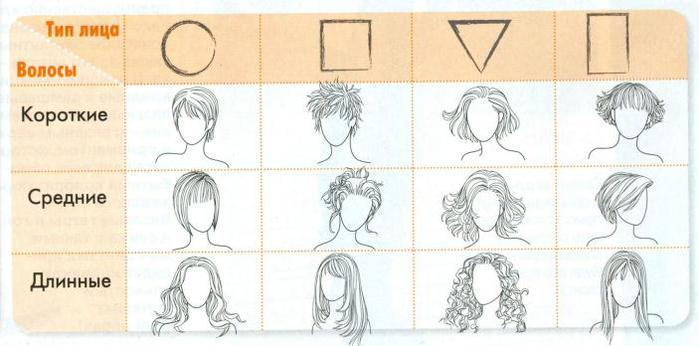 Тип лица
Волосы
Короткие
Средние
Длинные